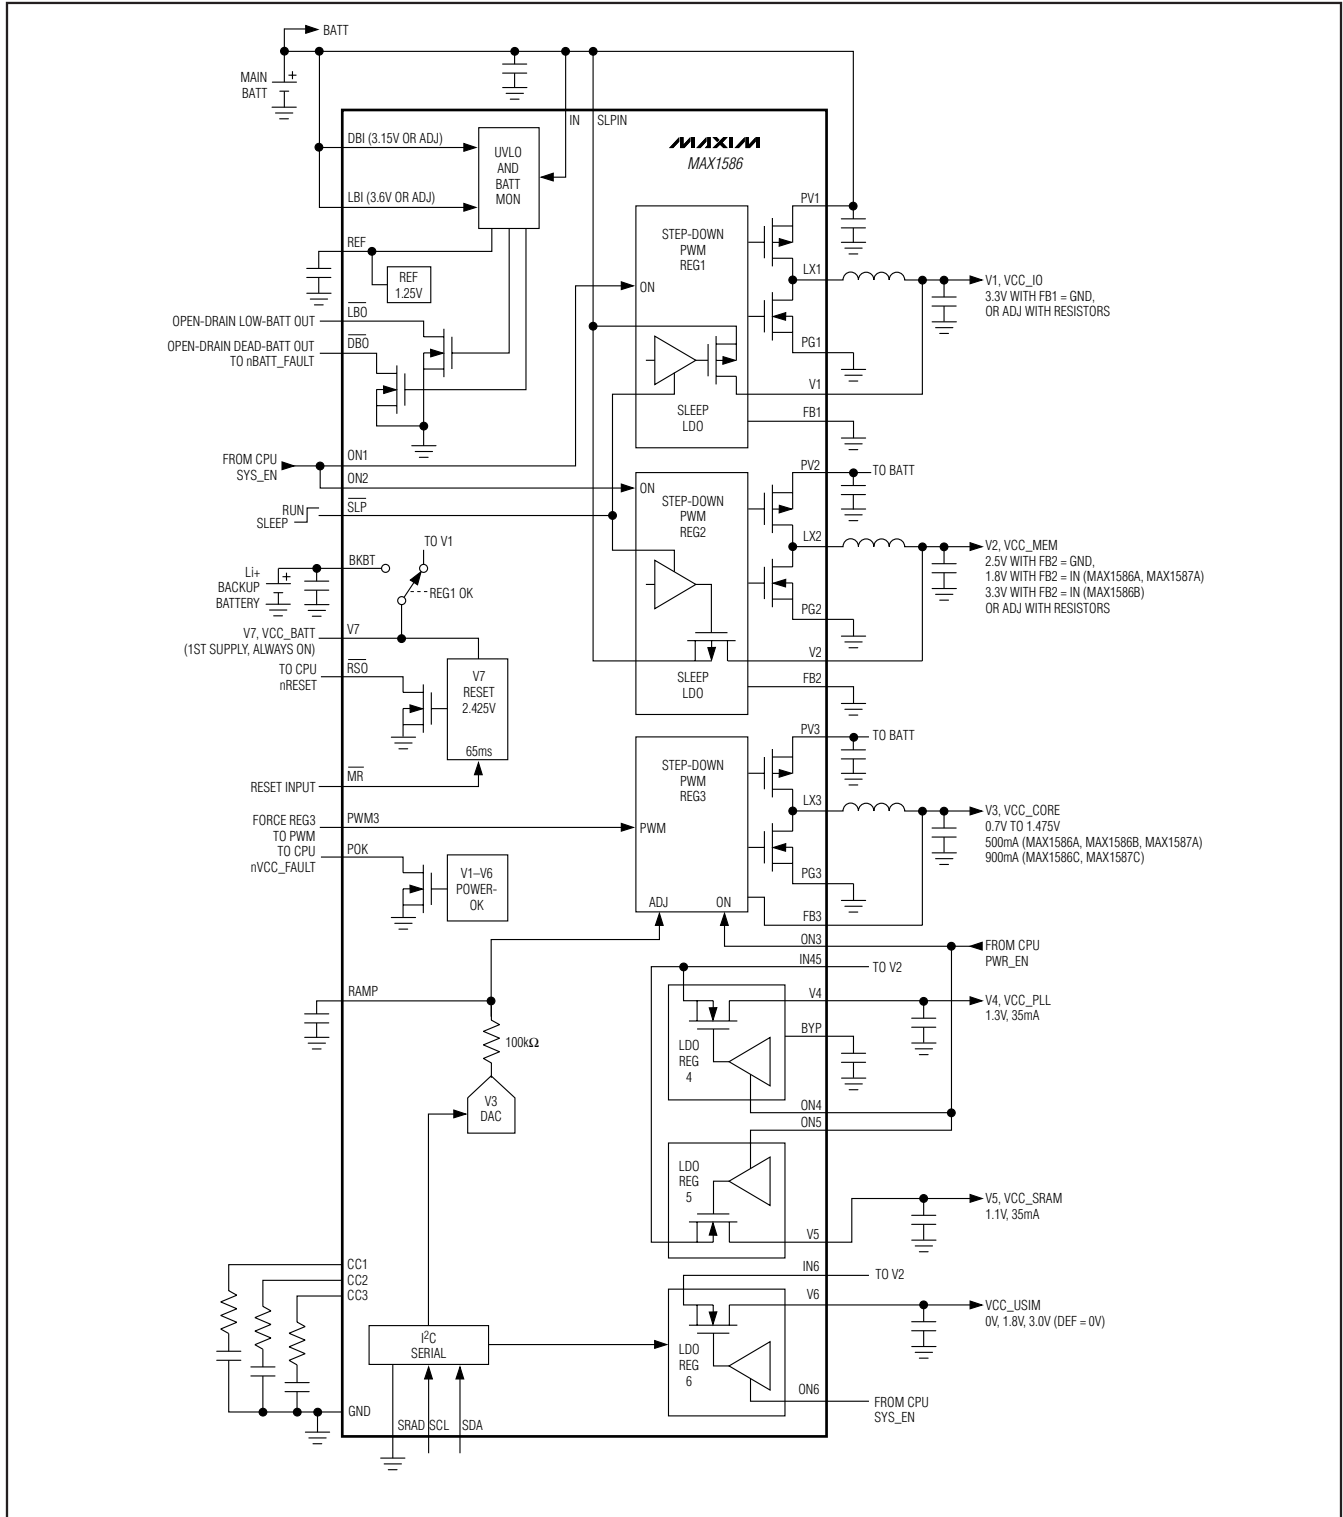 BATT
MAIN
BATT
IN
SLPIN
MAXIM
MAX1586
DBI (3.15V OR ADJ)
LBI (3.6V OR ADJ)
UVLO
AND
BATT
MON
REF
REF
1.25V
LBO
OPEN-DRAIN LOW-BATT OUT
DBO
OPEN-DRAIN DEAD-BATT OUT
TO nBATT_FAULT
STEP-DOWN
PWM
REG1
ON
SLEEP
LDO
PV1
LX1
PG1
V1
FB1
V1, VCC_IO
3.3V WITH FB1 = GND,
OR ADJ WITH RESISTORS
FROM CPU
SYS_EN
ON1
ON2
RUN
SLEEP
SLP
ON
STEP-DOWN
PWM
REG2
SLEEP
LDO
PV2
TO BATT
LX2
PG2
V2
FB2
V2, VCC_MEM
2.5V WITH FB2 = GND,
1.8V WITH FB2 = IN (MAX1586A, MAX1587A)
3.3V WITH FB2 = IN (MAX1586B)
OR ADJ WITH RESISTORS
Li+
BACKUP
BATTERY
BKBT
TO V1
REG1 OK
V7, VCC_BATT
(1ST SUPPLY, ALWAYS ON)
V7
TO CPU
nRESET
RSO
V7
RESET
2.425V
65ms
RESET INPUT
MR
FORCE REG3
TO PWM
PWM3
TO CPU
nVCC_FAULT
POK
V1–V6
POWER-
OK
STEP-DOWN
PWM
REG3
PWM
ADJ
ON
PV3
TO BATT
LX3
PG3
FB3
V3, VCC_CORE
0.7V TO 1.475V
500mA (MAX1586A, MAX1586B, MAX1587A)
900mA (MAX1586C, MAX1587C)
ON3
FROM CPU
PWR_EN
IN45
TO V2
RAMP
100kΩ
V3
DAC
V4
V4, VCC_PLL
1.3V, 35mA
BYP
LDO
REG
4
ON4
ON5
LDO
REG
5
V5
V5, VCC_SRAM
1.1V, 35mA
IN6
TO V2
V6
VCC_USIM
0V, 1.8V, 3.0V (DEF = 0V)
LDO
REG
6
ON6
FROM CPU
SYS_EN
CC1
CC2
CC3
I²C
SERIAL
GND
SRAD
SCL
SDA